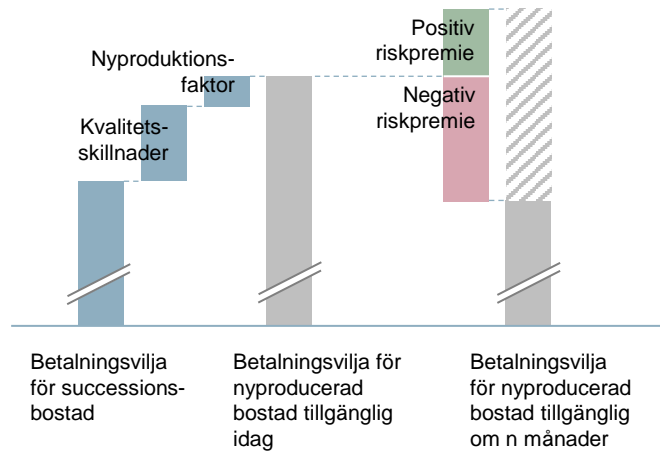 Positiv
riskpremie
Nyproduktions-
faktor
Negativ
riskpremie
Kvalitets-
skillnader
Betalningsvilja
för successions-
bostad
Betalningsvilja för
nyproducerad
bostad tillgänglig
idag
Betalningsvilja
för nyproducerad
bostad tillgänglig
om n månader